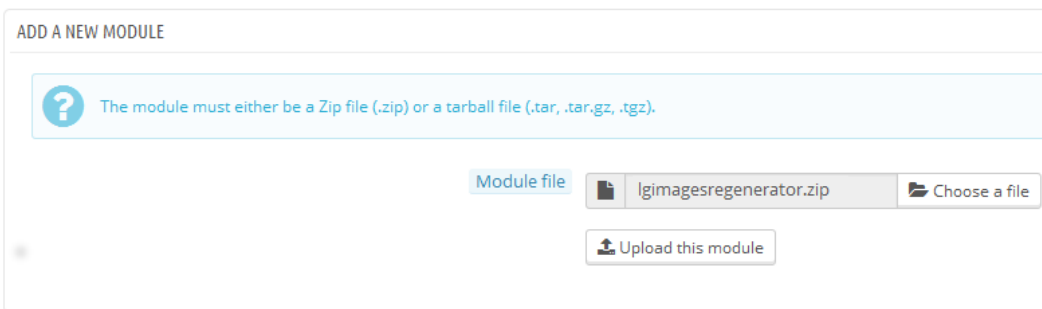 ADD A NEW MODULE
The module must either be a Zip file (.zip) or a tarball file (.tar, .tar.gz, .tgz).
Module file lgimagesregenerator.zip Choose a file
Upload this module